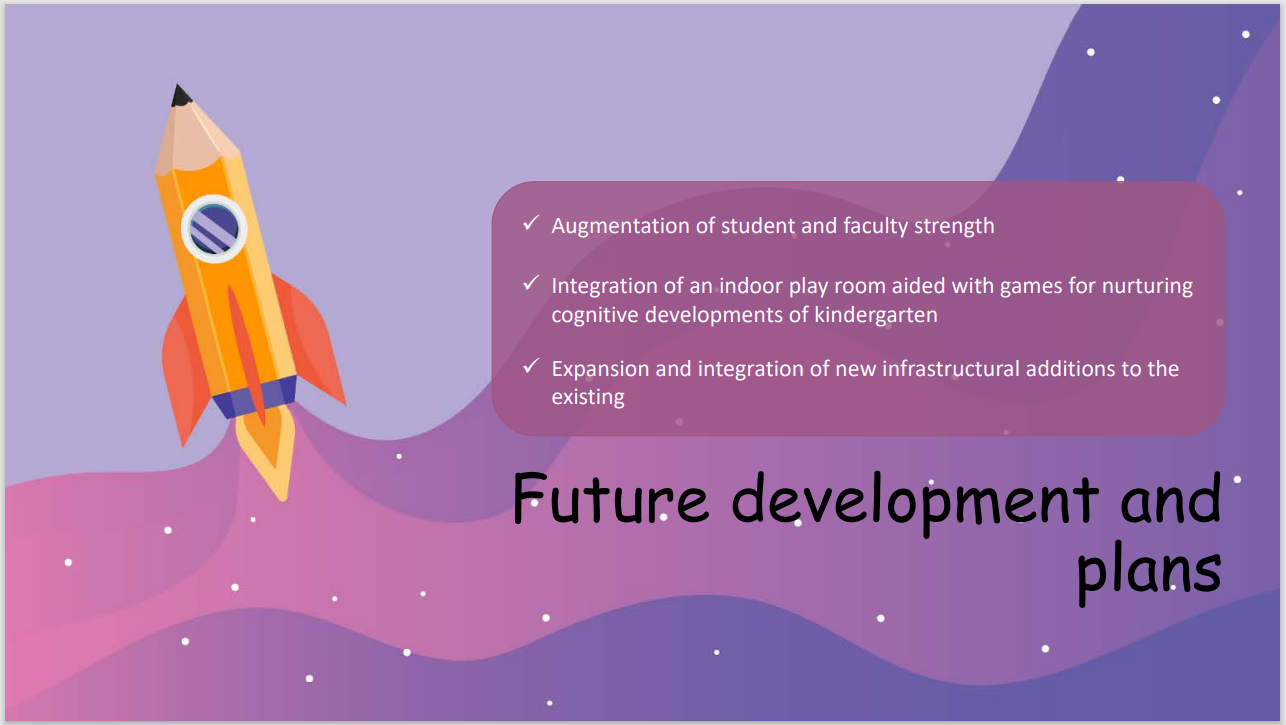 ✓ Augmentation of student and faculty strength
✓ Integration of an indoor play room aided with games for nurturing
cognitive developments of kindergarten
✓ Expansion and integration of new infrastructural additions to the
existing
Future development and
plans